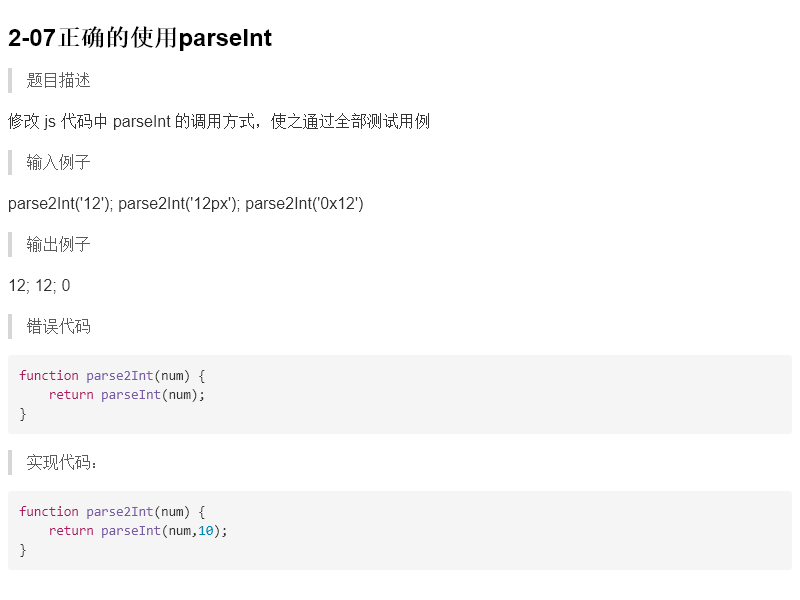 2-07正确的使用parseInt
题目描述
修改 js 代码中 parseInt 的调用方式，使之通过全部测试用例
输入例子
parse2Int('12'); parse2Int('12px'); parse2Int('0x12')
输出例子
12; 12; 0
错误代码
function parse2Int(num) {
    return parseInt(num);
}
实现代码：
function parse2Int(num) {
    return parseInt(num,10);
}